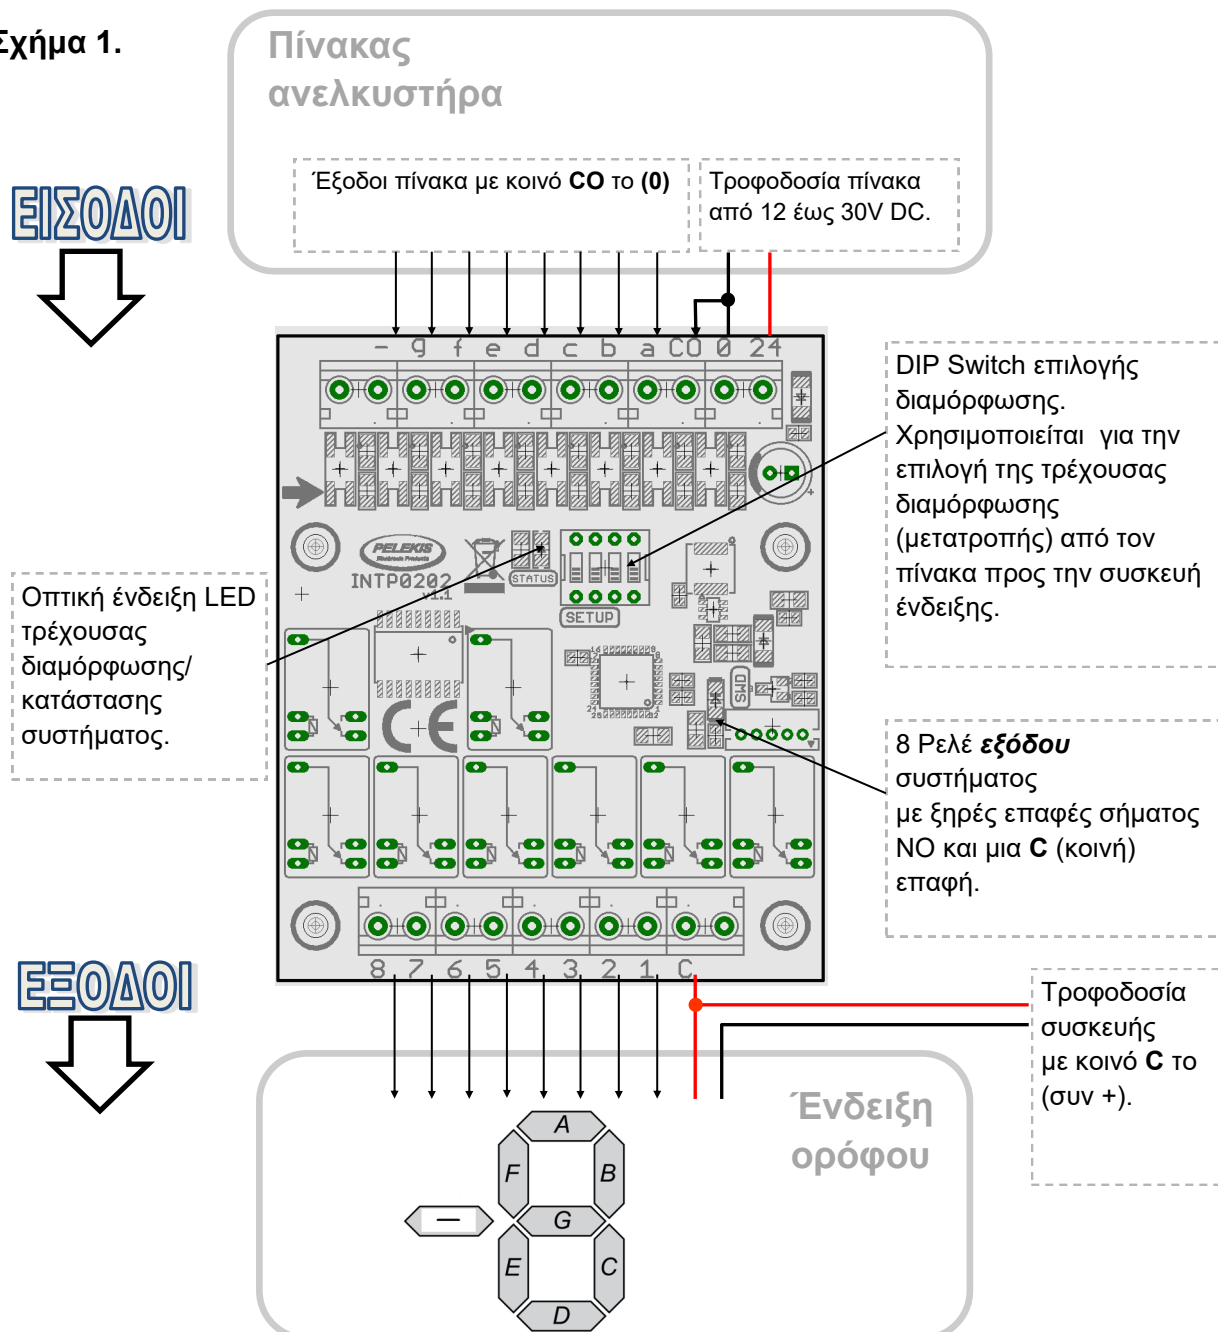 Σχήμα 1.
Πίνακας
ανελκυστήρα
Έξοδοι πίνακα με κοινό CO το (0)
Τροφοδοσία πίνακα
από 12 έως 30V DC.
ΕΙΣΟΔΟΙ
- g f e d c b a CO 0 24
DIP Switch επιλογής
διαμόρφωσης.
Χρησιμοποιείται για την
επιλογή της τρέχουσας
διαμόρφωσης
(μετατροπής) από τον
πίνακα προς την συσκευή
ένδειξης.
PELEKIS
Electronic Products
INTP0202
v1.1
STATUS
SETUP
Οπτική ένδειξη LED
τρέχουσας
διαμόρφωσης/
κατάστασης
συστήματος.
SWD
CE
8 Ρελέ εξόδου
συστήματος
με ξηρές επαφές σήματος
NO και μια C (κοινή)
επαφή.
8 7 6 5 4 3 2 1 C
ΕΞΟΔΟΙ
Τροφοδοσία
συσκευής
με κοινό C το
(συν +).
Ένδειξη
ορόφου
A
F B
— G
E C
D